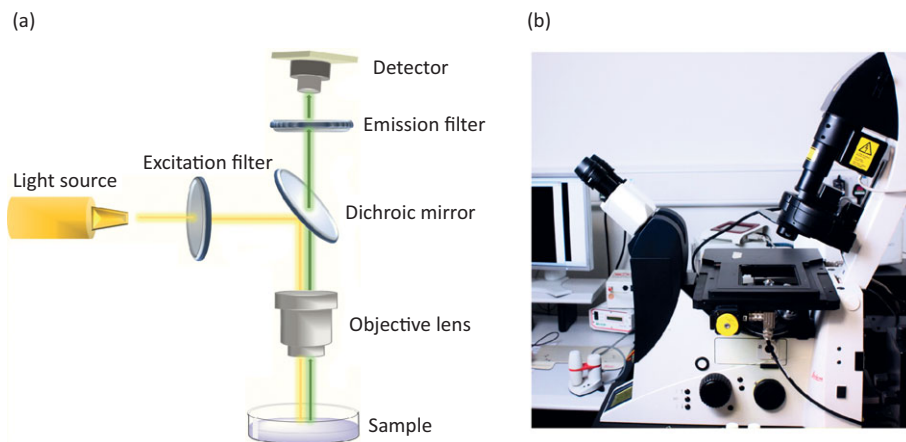 (a)
(b)
Detector
Emission filter
Excitation filter
Light source
Dichroic mirror
Objective lens
Sample